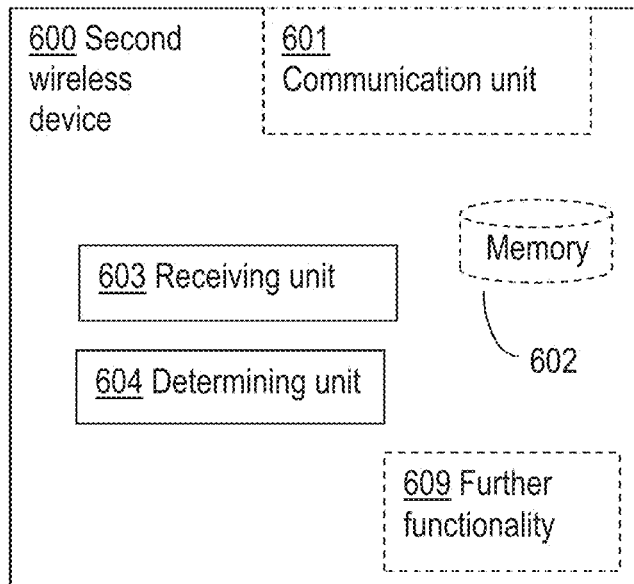 600 Second
wireless
device
601
Communication unit
Memory
603 Receiving unit
602
604 Determining unit
609 Further
functionality